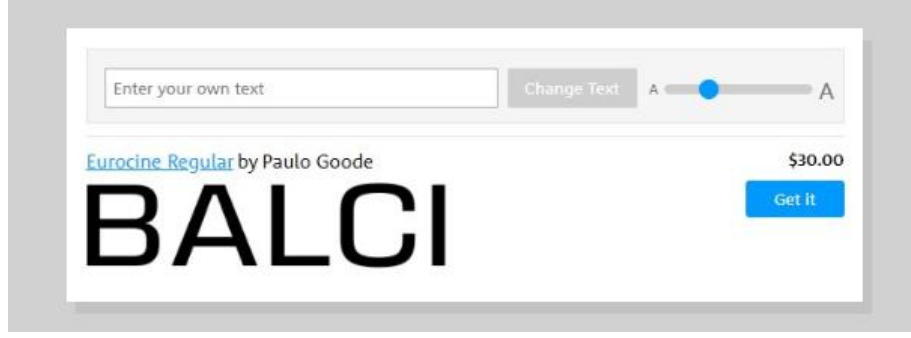 Enter your own text
Change Text
A A
Eurocine Regular by Paulo Goode
$30.00
Get it
BALCI